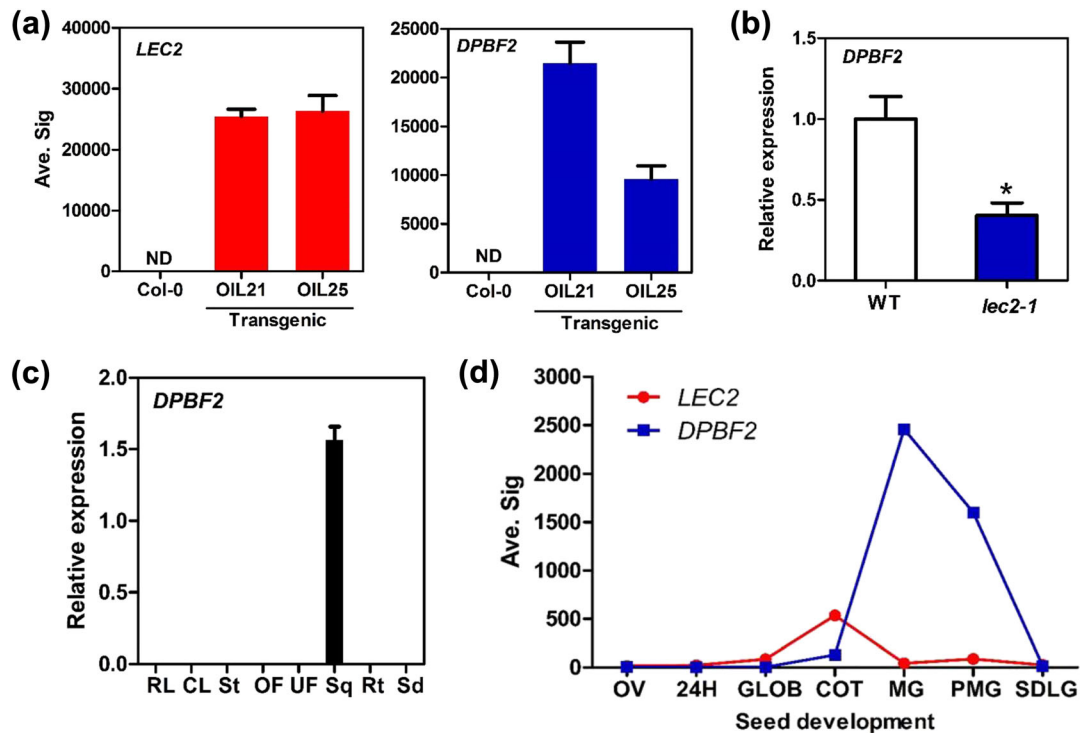 (a)
LEC2
Ave. Sig
40000
30000
20000
10000
0
ND
Col-0 OIL21 OIL25
Transgenic
DPBF2
25000
20000
15000
10000
5000
0
ND
Col-0 OIL21 OIL25
Transgenic
(b)
DPBF2
Relative expression
1.5
1.0
0.5
0.0
*
WT lec2-1
(c)
DPBF2
Relative expression
2.0
1.5
1.0
0.5
0.0
RL CL St OF UF Sq Rt Sd
(d)
LEC2
DPBF2
Ave. Sig
3000
2500
2000
1500
1000
500
0
OV 24H GLOB COT MG PMG SDLG
Seed development